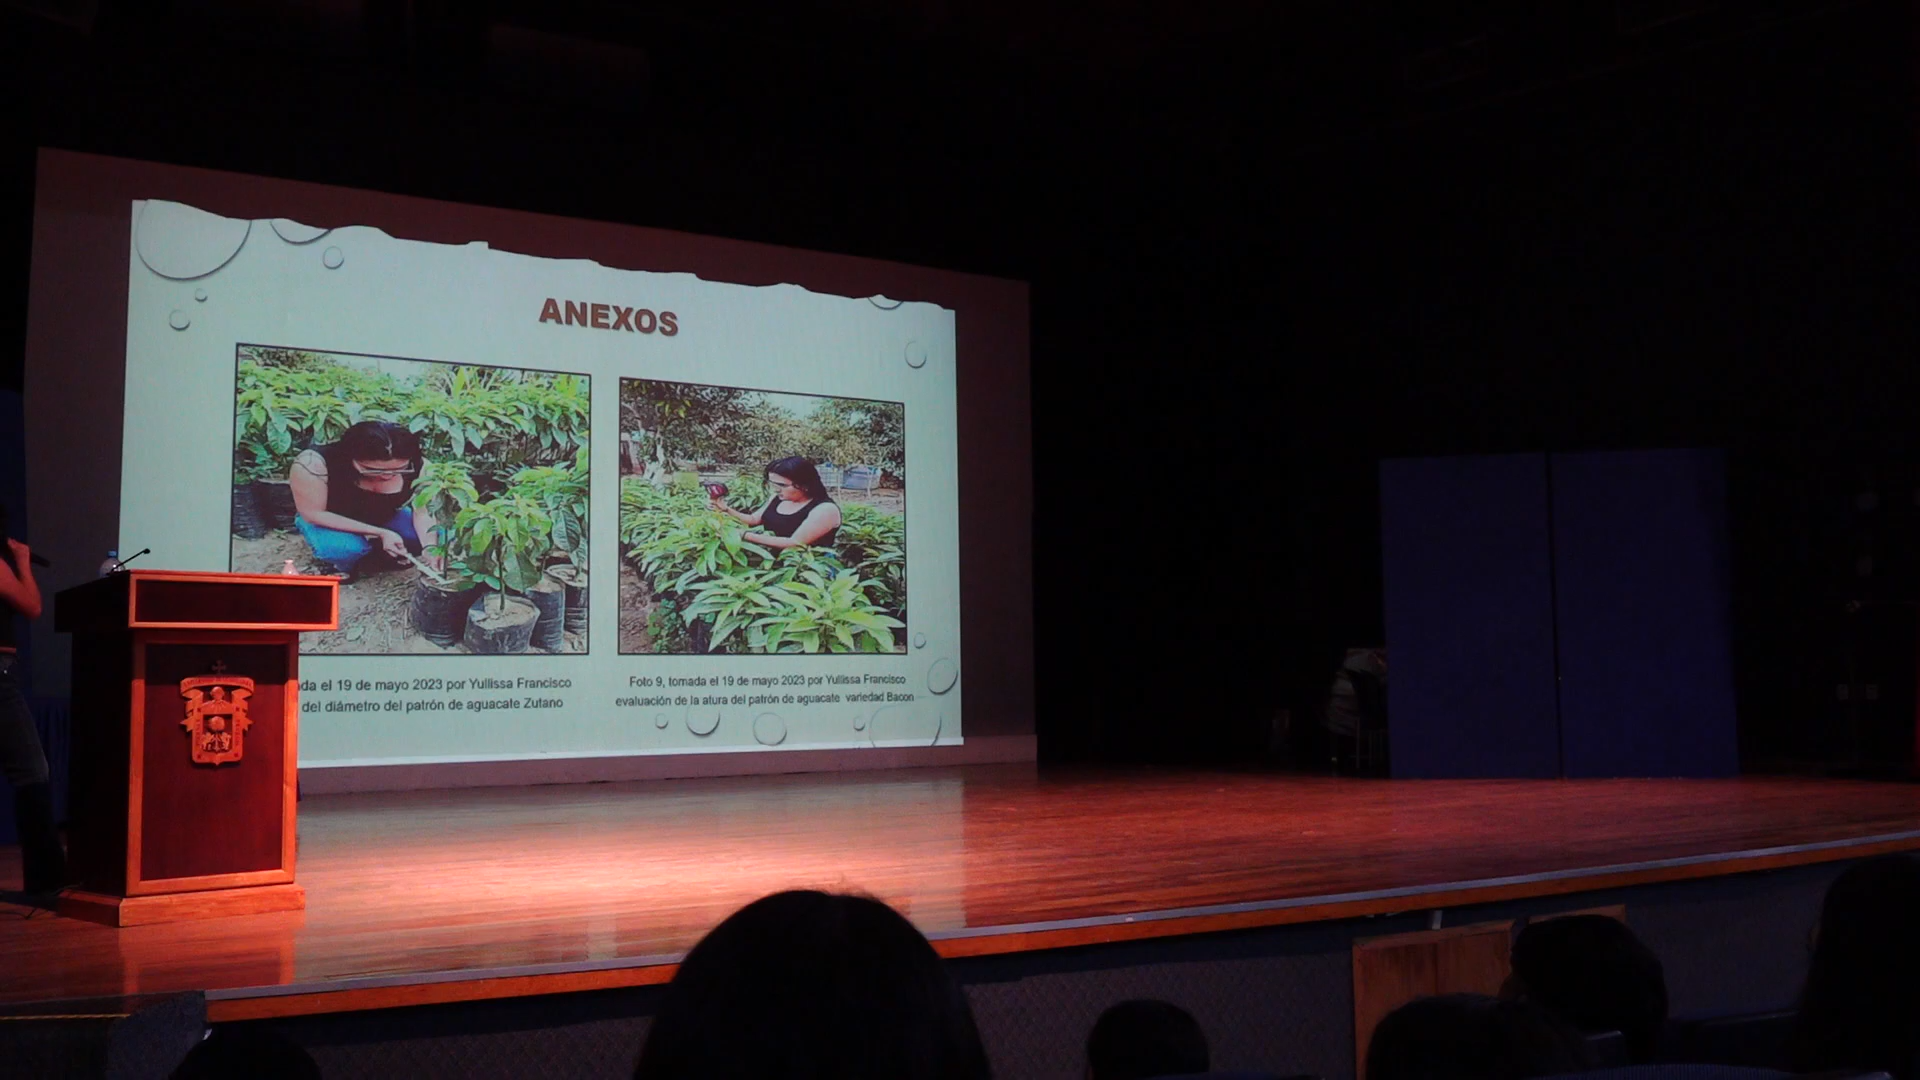 ANEXOS
da el 19 de mayo 2023 por Yullissa Francisco
del diámetro del patrón de aguacate Zutano
Foto 9, tomada el 19 de mayo 2023 por Yullissa Francisco
evaluación de la atura del patrón de aguacate variedad Bacon